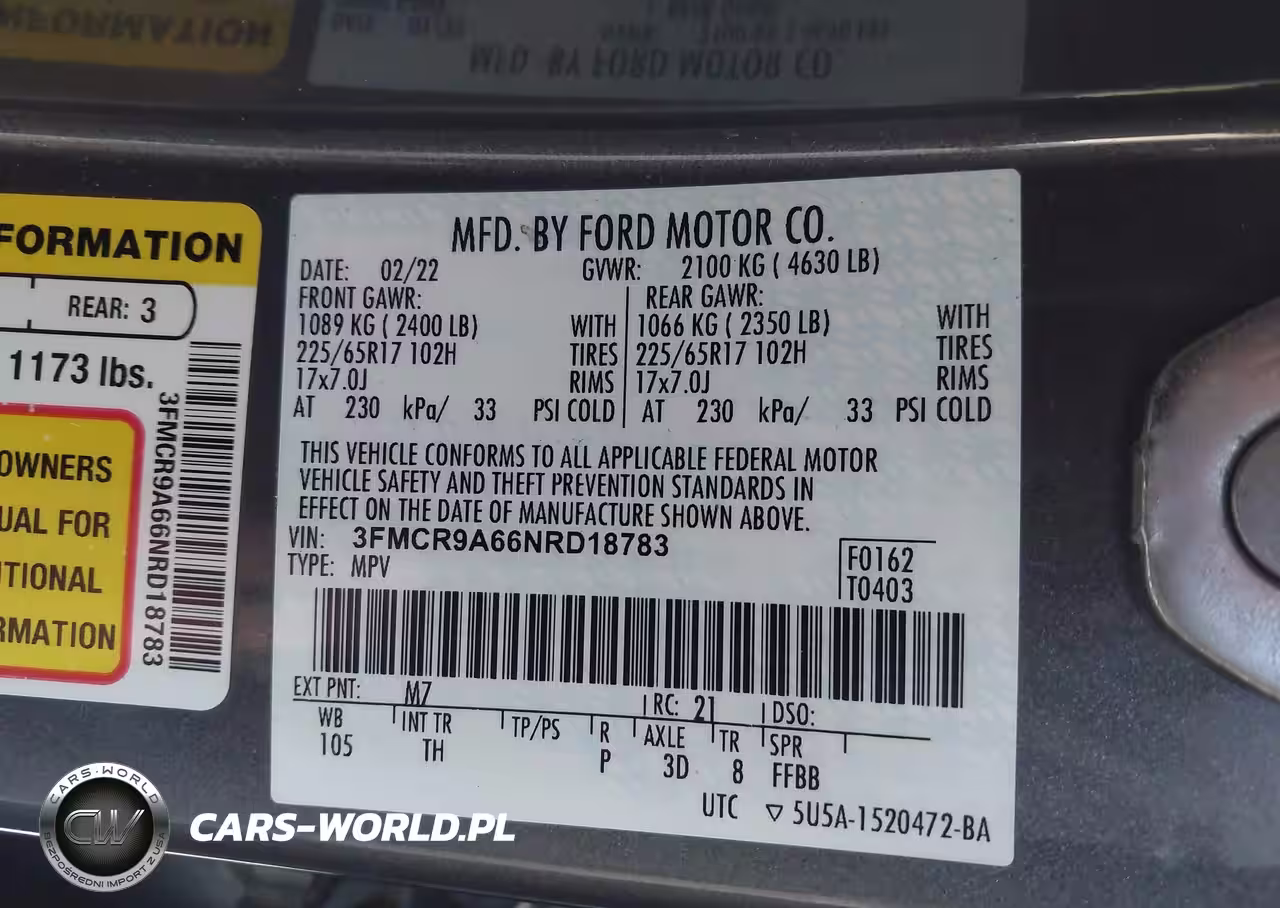 MFD. BY FORD MOTOR CO.
FORMATION
REAR: 3
1173 lbs.
3FMCR9A66NRD18783
OWNERS
UAL FOR
ITIONAL
RMATION
MFD. BY FORD MOTOR CO.
DATE: 02/22 GVWR: 2100 KG ( 4630 LB)
FRONT GAWR: REAR GAWR:
1089 KG ( 2400 LB) WITH 1066 KG ( 2350 LB) WITH
225/65R17 102H TIRES 225/65R17 102H TIRES
17x7.0J RIMS 17x7.0J RIMS
AT 230 kPa/ 33 PSI COLD AT 230 kPa/ 33 PSI COLD
THIS VEHICLE CONFORMS TO ALL APPLICABLE FEDERAL MOTOR
VEHICLE SAFETY AND THEFT PREVENTION STANDARDS IN
EFFECT ON THE DATE OF MANUFACTURE SHOWN ABOVE.
VIN: 3FMCR9A66NRD18783
TYPE: MPV
F0162
T0403
EXT PNT: M7 RC: 21 DSO:
WB INT TR TP/PS R AXLE TR SPR
105 TH P 3D 8 FFBB
UTC ▽ 5U5A-1520472-BA
CARS-WORLD
CW
BEZPOŚREDNI IMPORT Z USA
CARS-WORLD.PL